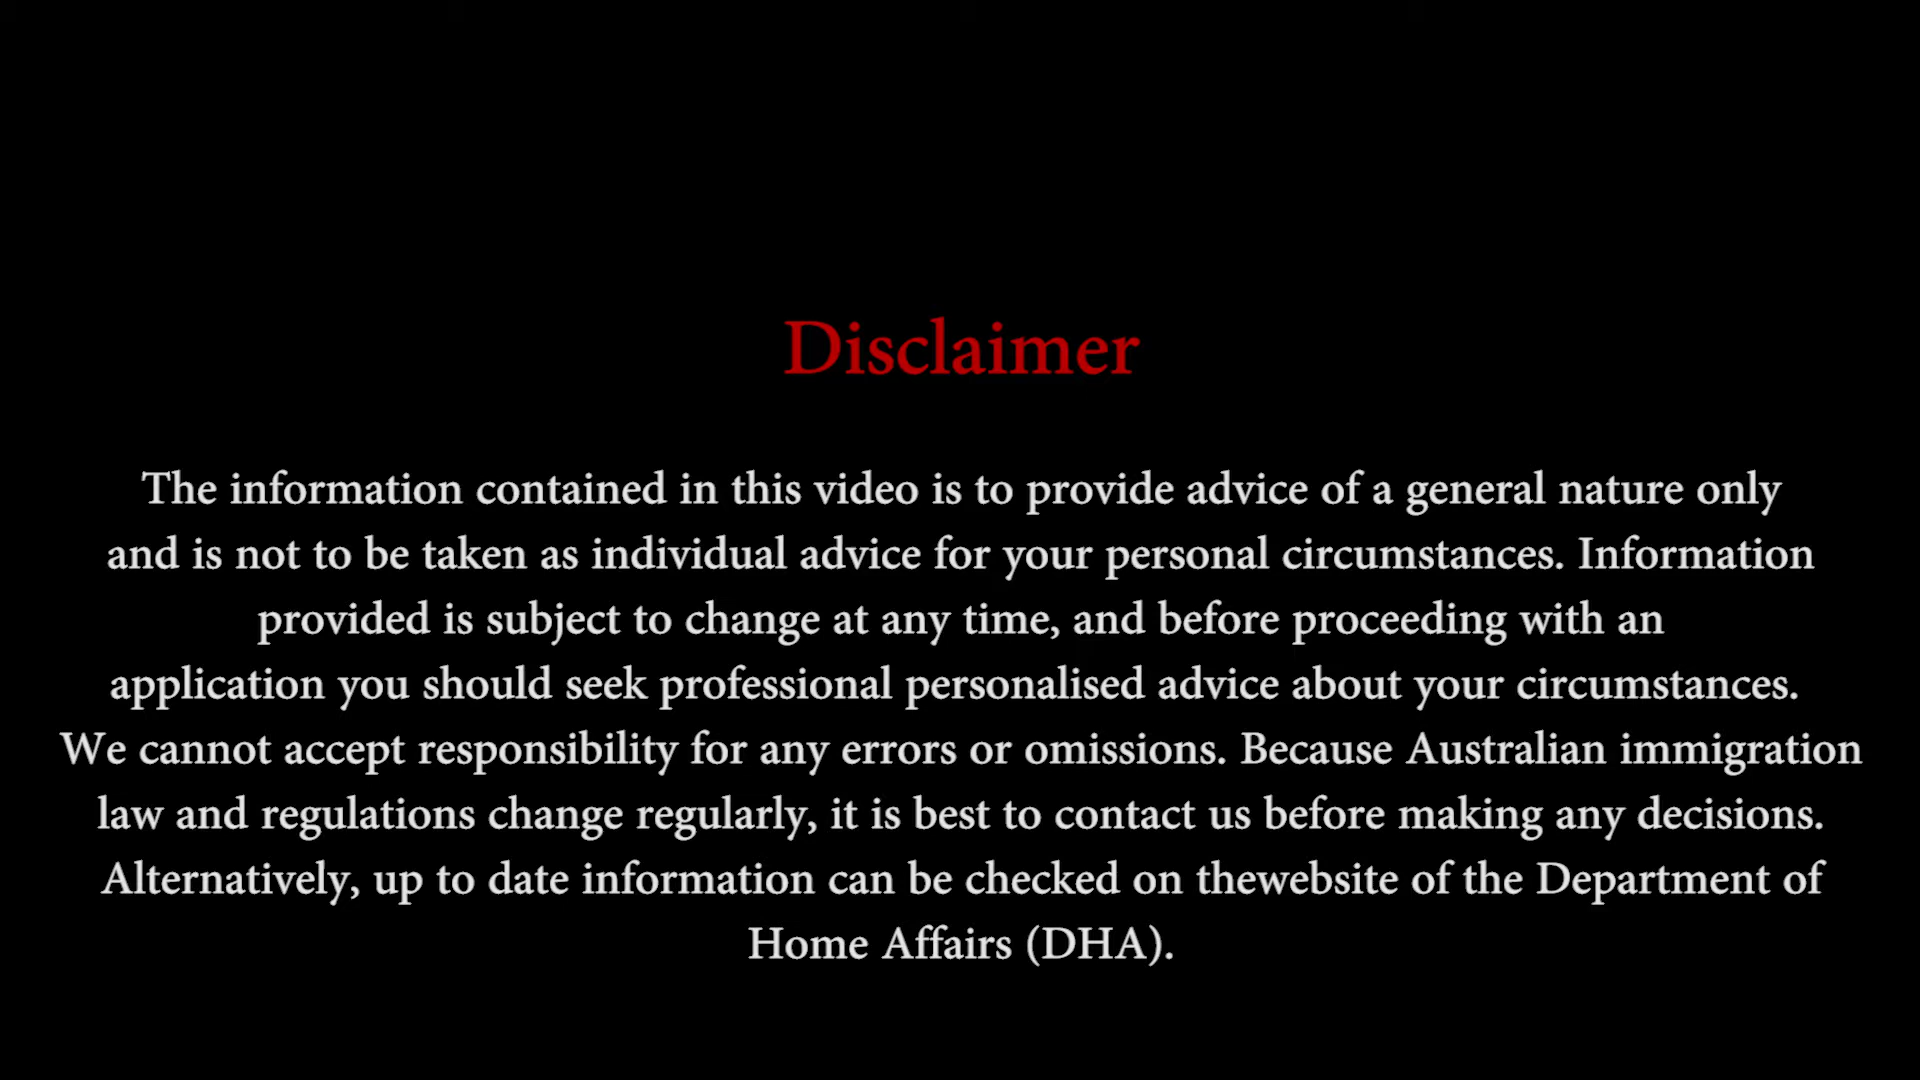 Disclaimer
The information contained in this video is to provide advice of a general nature only
and is not to be taken as individual advice for your personal circumstances. Information
provided is subject to change at any time, and before proceeding with an
application you should seek professional personalised advice about your circumstances.
We cannot accept responsibility for any errors or omissions. Because Australian immigration
law and regulations change regularly, it is best to contact us before making any decisions.
Alternatively, up to date information can be checked on thewebsite of the Department of
Home Affairs (DHA).